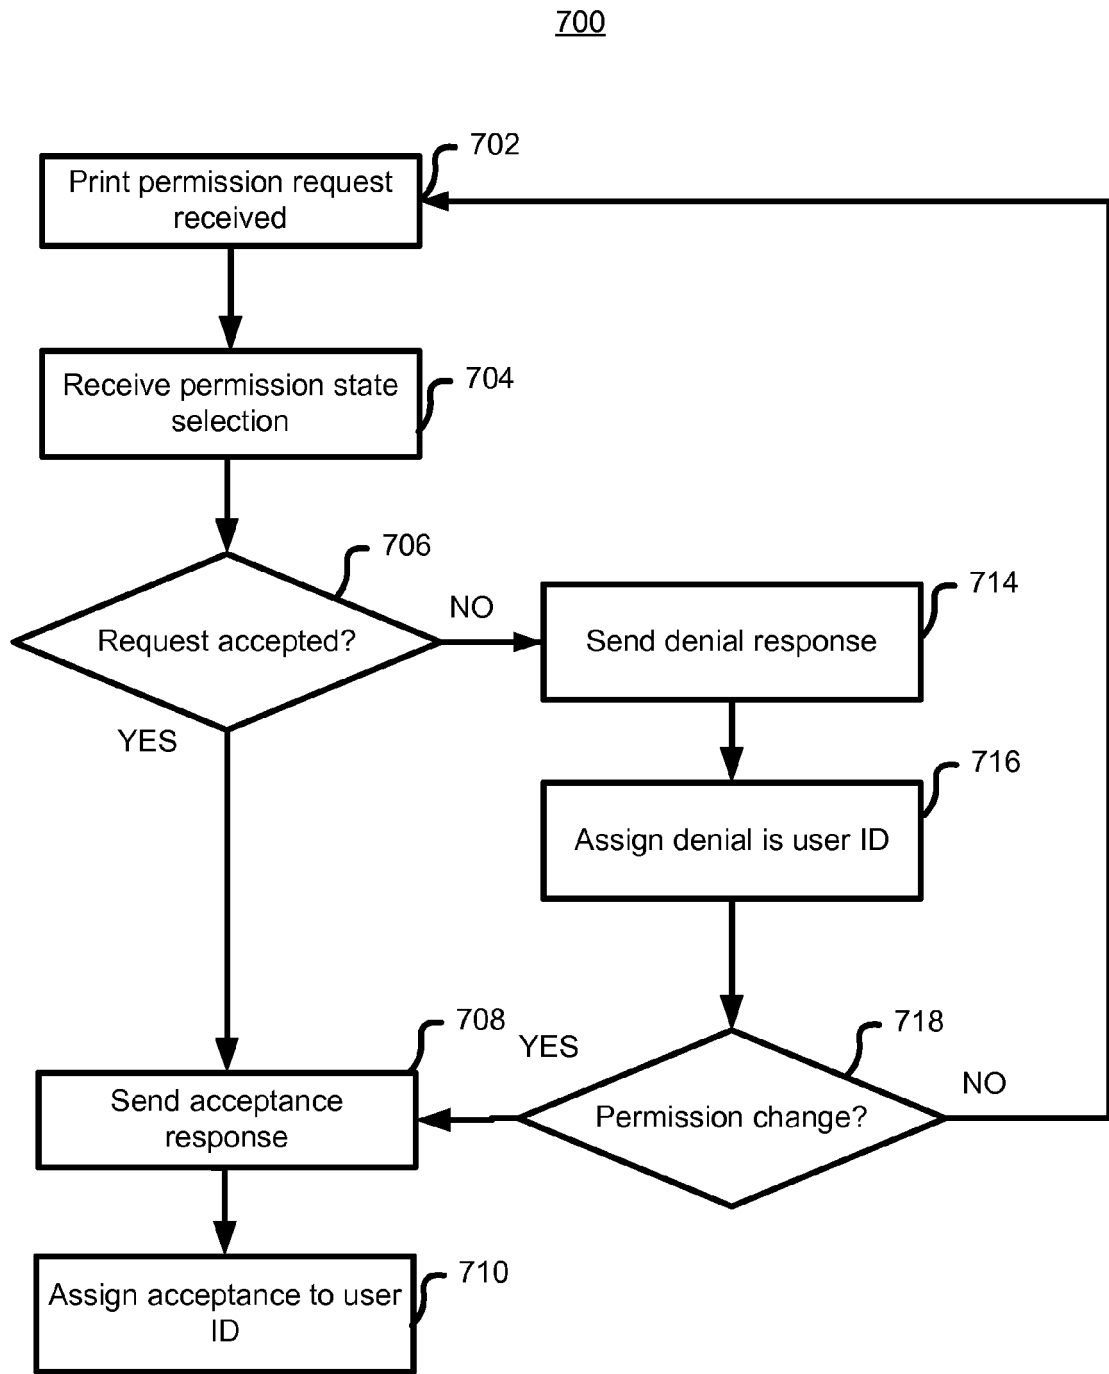 700
702
Print permission request
received
704
Receive permission state
selection
706
Request accepted?
NO
YES
714
Send denial response
716
Assign denial is user ID
718
Permission change?
YES
NO
708
Send acceptance
response
710
Assign acceptance to user
ID